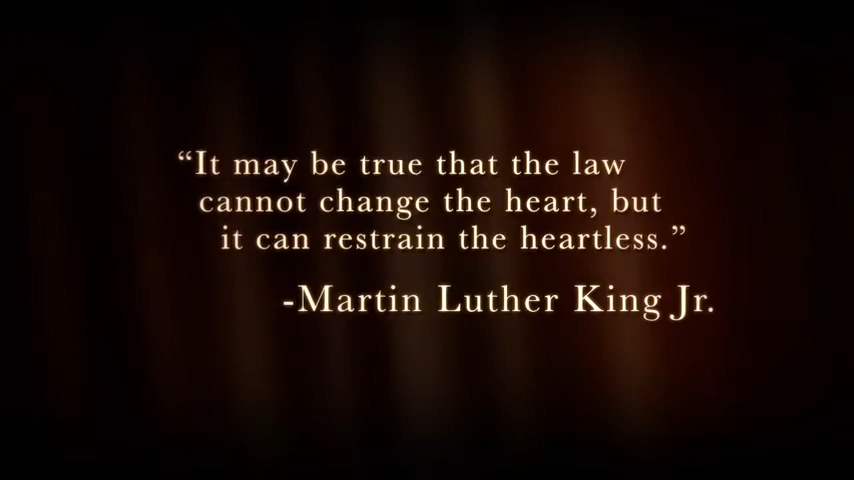 “It may be true that the law
cannot change the heart, but
it can restrain the heartless.”
-Martin Luther King Jr.